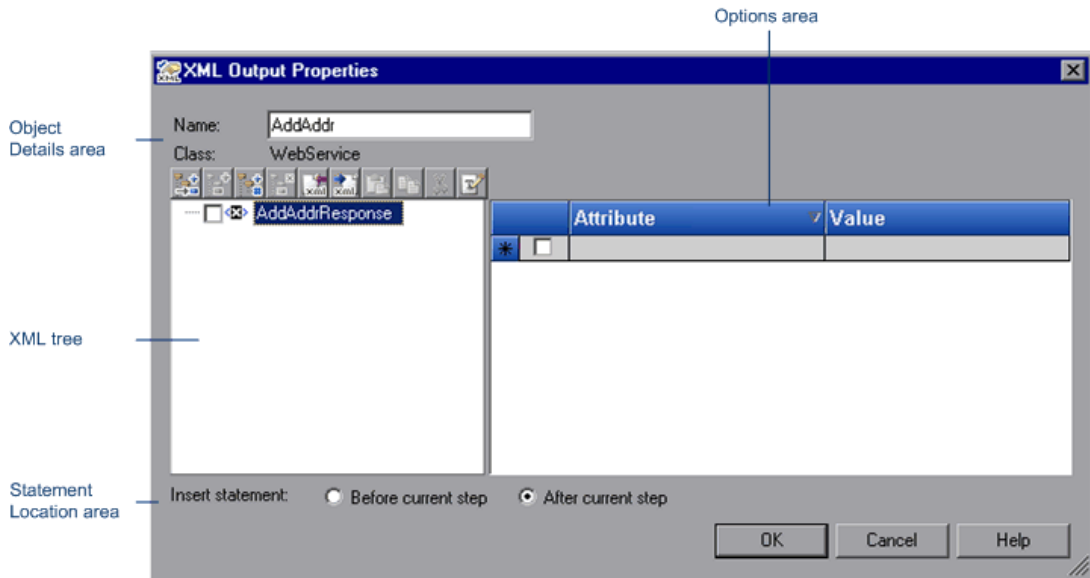 Options area
XML Output Properties
Object
Details area
Name: AddAddr
Class: WebService
AddAddrResponse
Attribute Value
XML tree
Statement
Location area
Insert statement: Before current step After current step
OK Cancel Help